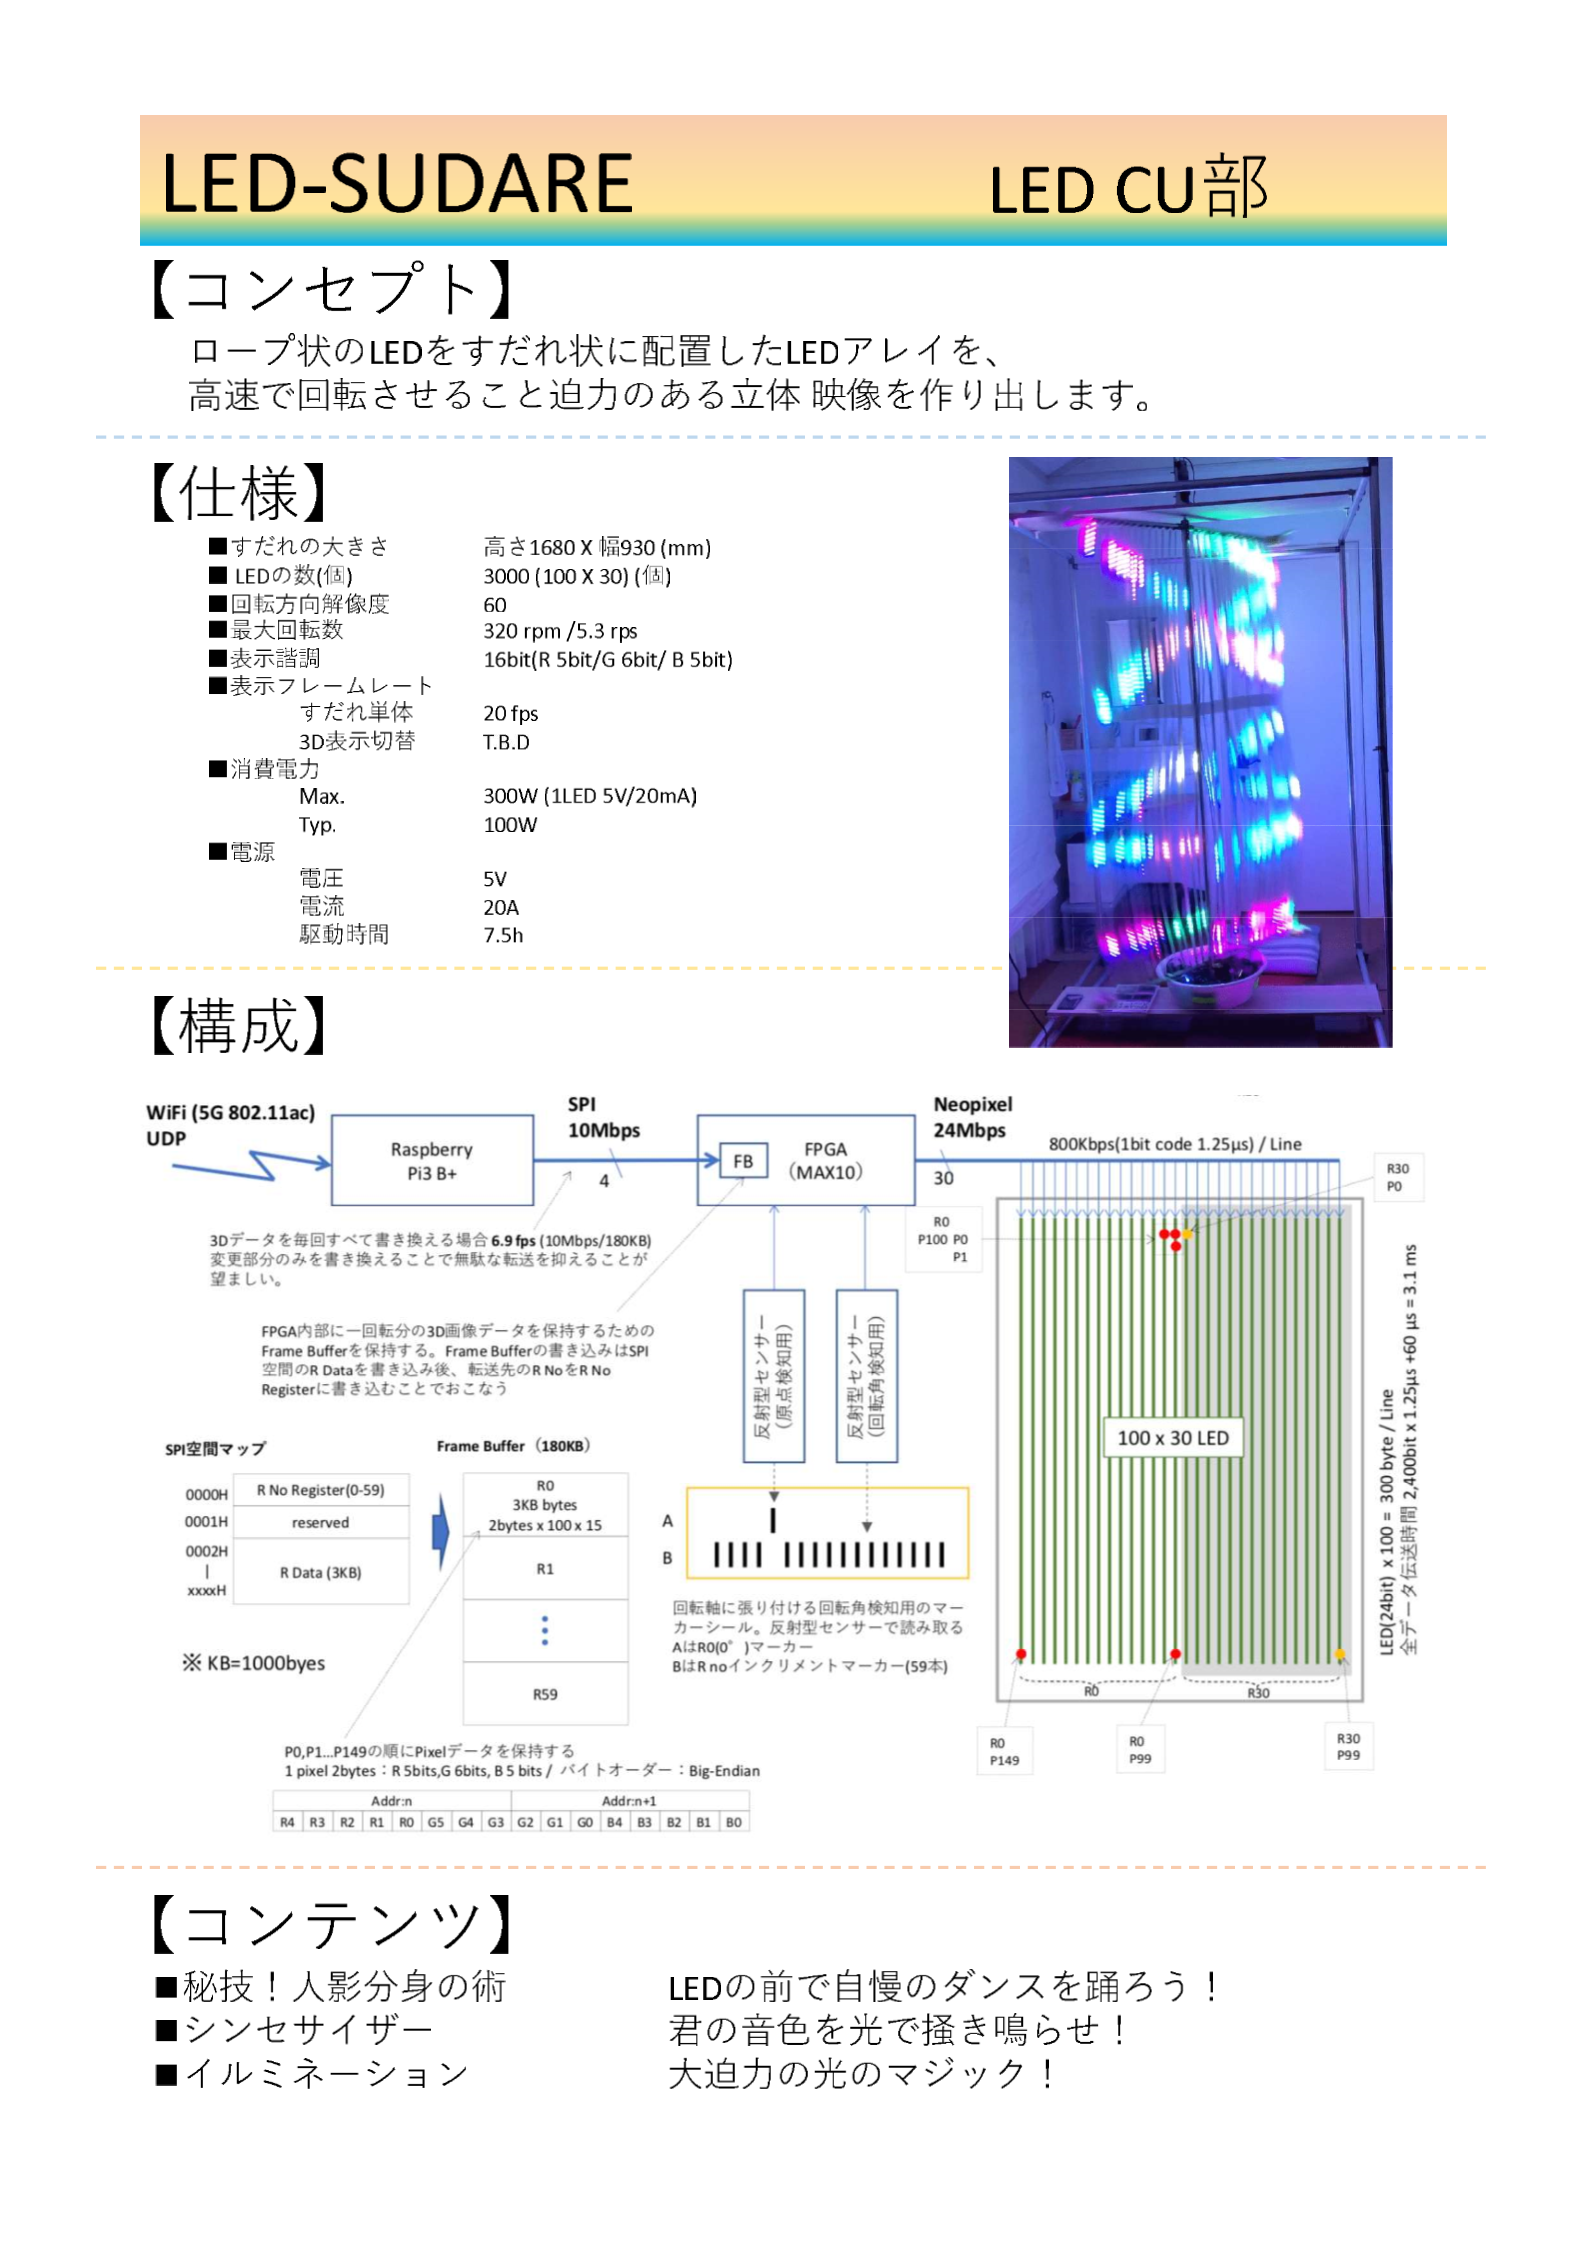 LED-SUDARE LED CU部
【コンセプト】
ロープ状のLEDをすだれ状に配置したLEDアレイを、
高速で回転させること迫力のある立体 映像を作り出します。
【仕様】
■すだれの大きさ 高さ1680 X 幅930 (mm)
■ LEDの数(個) 3000 (100 X 30) (個)
■回転方向解像度 60
■最大回転数 320 rpm /5.3 rps
■表示諧調 16bit(R 5bit/G 6bit/ B 5bit)
■表示フレームレート
すだれ単体 20 fps
3D表示切替 T.B.D
■消費電力
Max. 300W (1LED 5V/20mA)
Typ. 100W
■電源
電圧 5V
電流 20A
駆動時間 7.5h
【構成】
WiFi (5G 802.11ac)
UDP
Raspberry
Pi3 B+
SPI
10Mbps
4
FB
FPGA
（MAX10）
Neopixel
24Mbps
30
800Kbps(1bit code 1.25μs) / Line
R30
P0
R0
P100 P0
P1
3Dデータを毎回すべて書き換える場合 6.9 fps (10Mbps/180KB)
変更部分のみを書き換えることで無駄な転送を抑えることが
望ましい。
FPGA内部に一回転分の3D画像データを保持するための
Frame Bufferを保持する。Frame Bufferの書き込みはSPI
空間のR Dataを書き込み後、転送先のR NoをR No
Registerに書き込むことでおこなう
反射型センサー
（原点検知用）
反射型センサー
（回転角検知用）
100 x 30 LED
LED(24bit) x 100 = 300 byte / Line
全データ伝送時間 2,400bit x 1.25μs +60 μs = 3.1 ms
SPI空間マップ
0000H R No Register(0-59)
0001H reserved
0002H
|
xxxxH
R Data (3KB)
※ KB=1000byes
Frame Buffer（180KB）
R0
3KB bytes
2bytes x 100 x 15
R1
R59
A
B
回転軸に張り付ける回転角検知用のマー
カーシール。反射型センサーで読み取る
AはR0(0°)マーカー
BはR noインクリメントマーカー(59本)
R0
R30
R0
P149
R0
P99
R30
P99
P0,P1...P149の順にPixelデータを保持する
1 pixel 2bytes：R 5bits,G 6bits, B 5 bits / バイトオーダー：Big-Endian
Addr:n Addr:n+1
R4 R3 R2 R1 R0 G5 G4 G3 G2 G1 G0 B4 B3 B2 B1 B0
【コンテンツ】
■秘技！人影分身の術 LEDの前で自慢のダンスを踊ろう！
■シンセサイザー 君の音色を光で掻き鳴らせ！
■イルミネーション 大迫力の光のマジック！